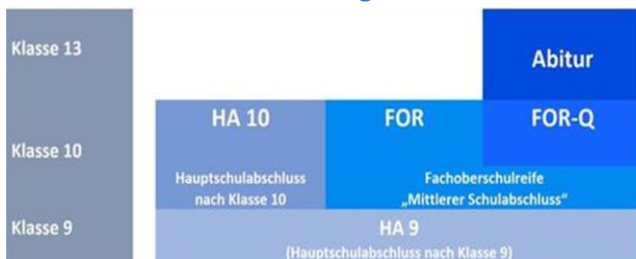 Klasse 13
Abitur
HA 10
FOR
FOR-Q
Klasse 10
Hauptschulabschluss
nach Klasse 10
Fachoberschulreife
„Mittlerer Schulabschluss“
Klasse 9
HA 9
(Hauptschulabschluss nach Klasse 9)